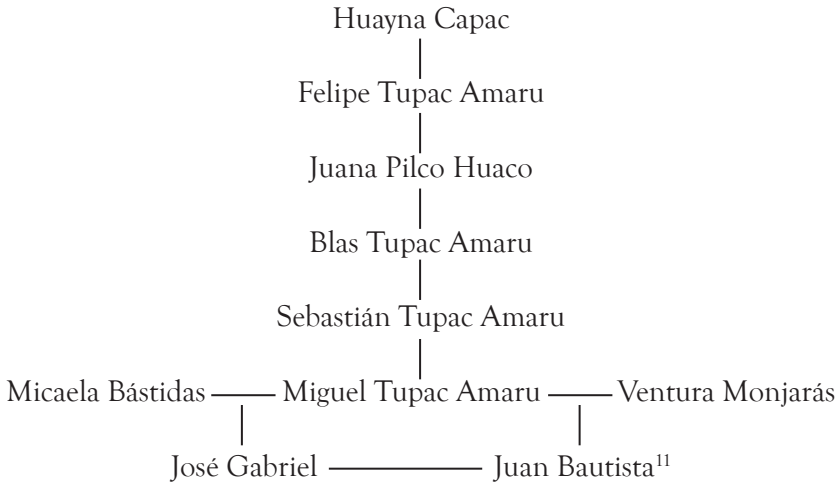 Huayna Capac
Felipe Tupac Amaru
Juana Pilco Huaco
Blas Tupac Amaru
Sebastián Tupac Amaru
Micaela Bástidas Miguel Tupac Amaru Ventura Monjarás
José Gabriel Juan Bautista¹¹